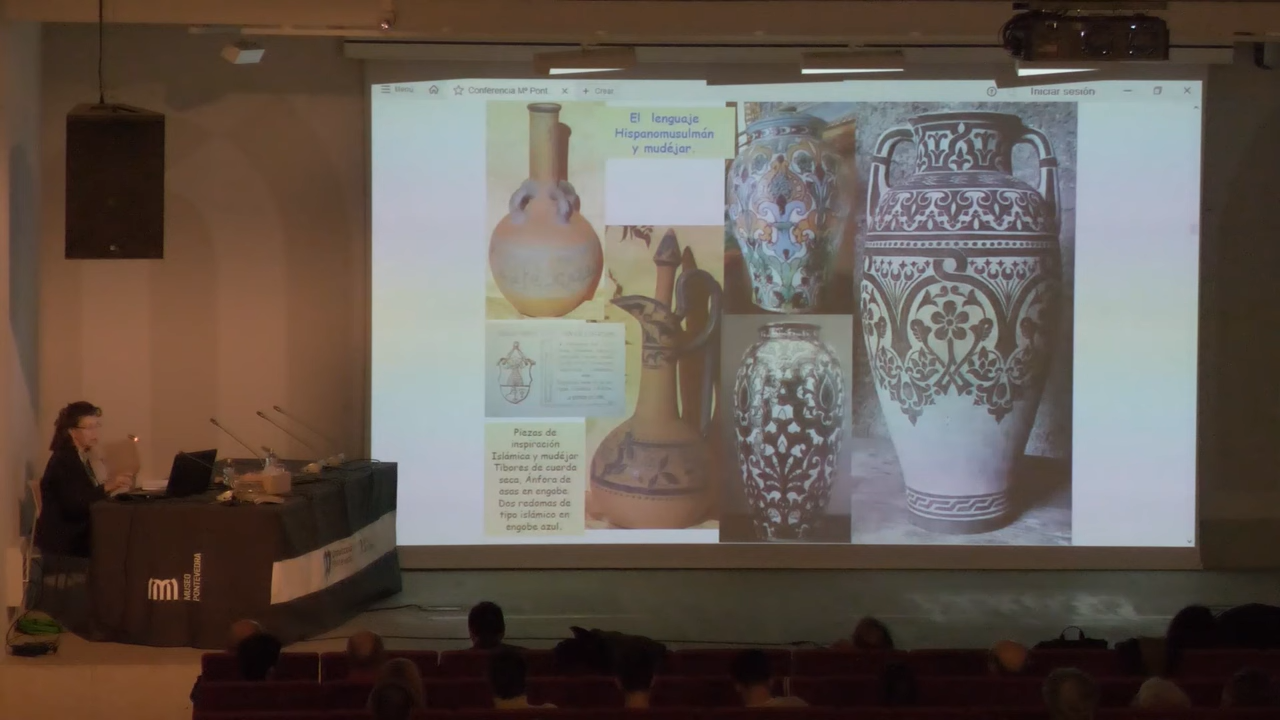 Menú
Conferencia Mª Pont.
+ Crear
Iniciar sesión
El lenguaje
Hispanomusulmán
y mudéjar.
Piezas de
inspiración
Islámica y mudéjar
Tibores de cuerda
seca, Ánfora de
asas en engobe.
Dos redomas de
tipo islámico en
engobe azul.
MUSEO
PONTEVEDRA